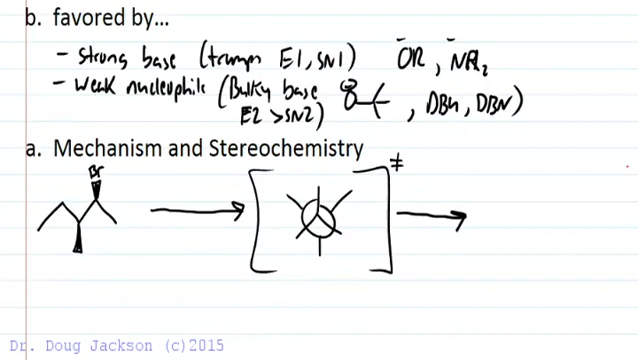 b. favored by...
- Strong base (trumps E1, SN1) ⁻OR, ⁻NR₂
- Weak nucleophile (Bulky base , DBU, DBN)
E2 > SN2)
a. Mechanism and Stereochemistry
Br
≠
Dr. Doug Jackson (c)2015